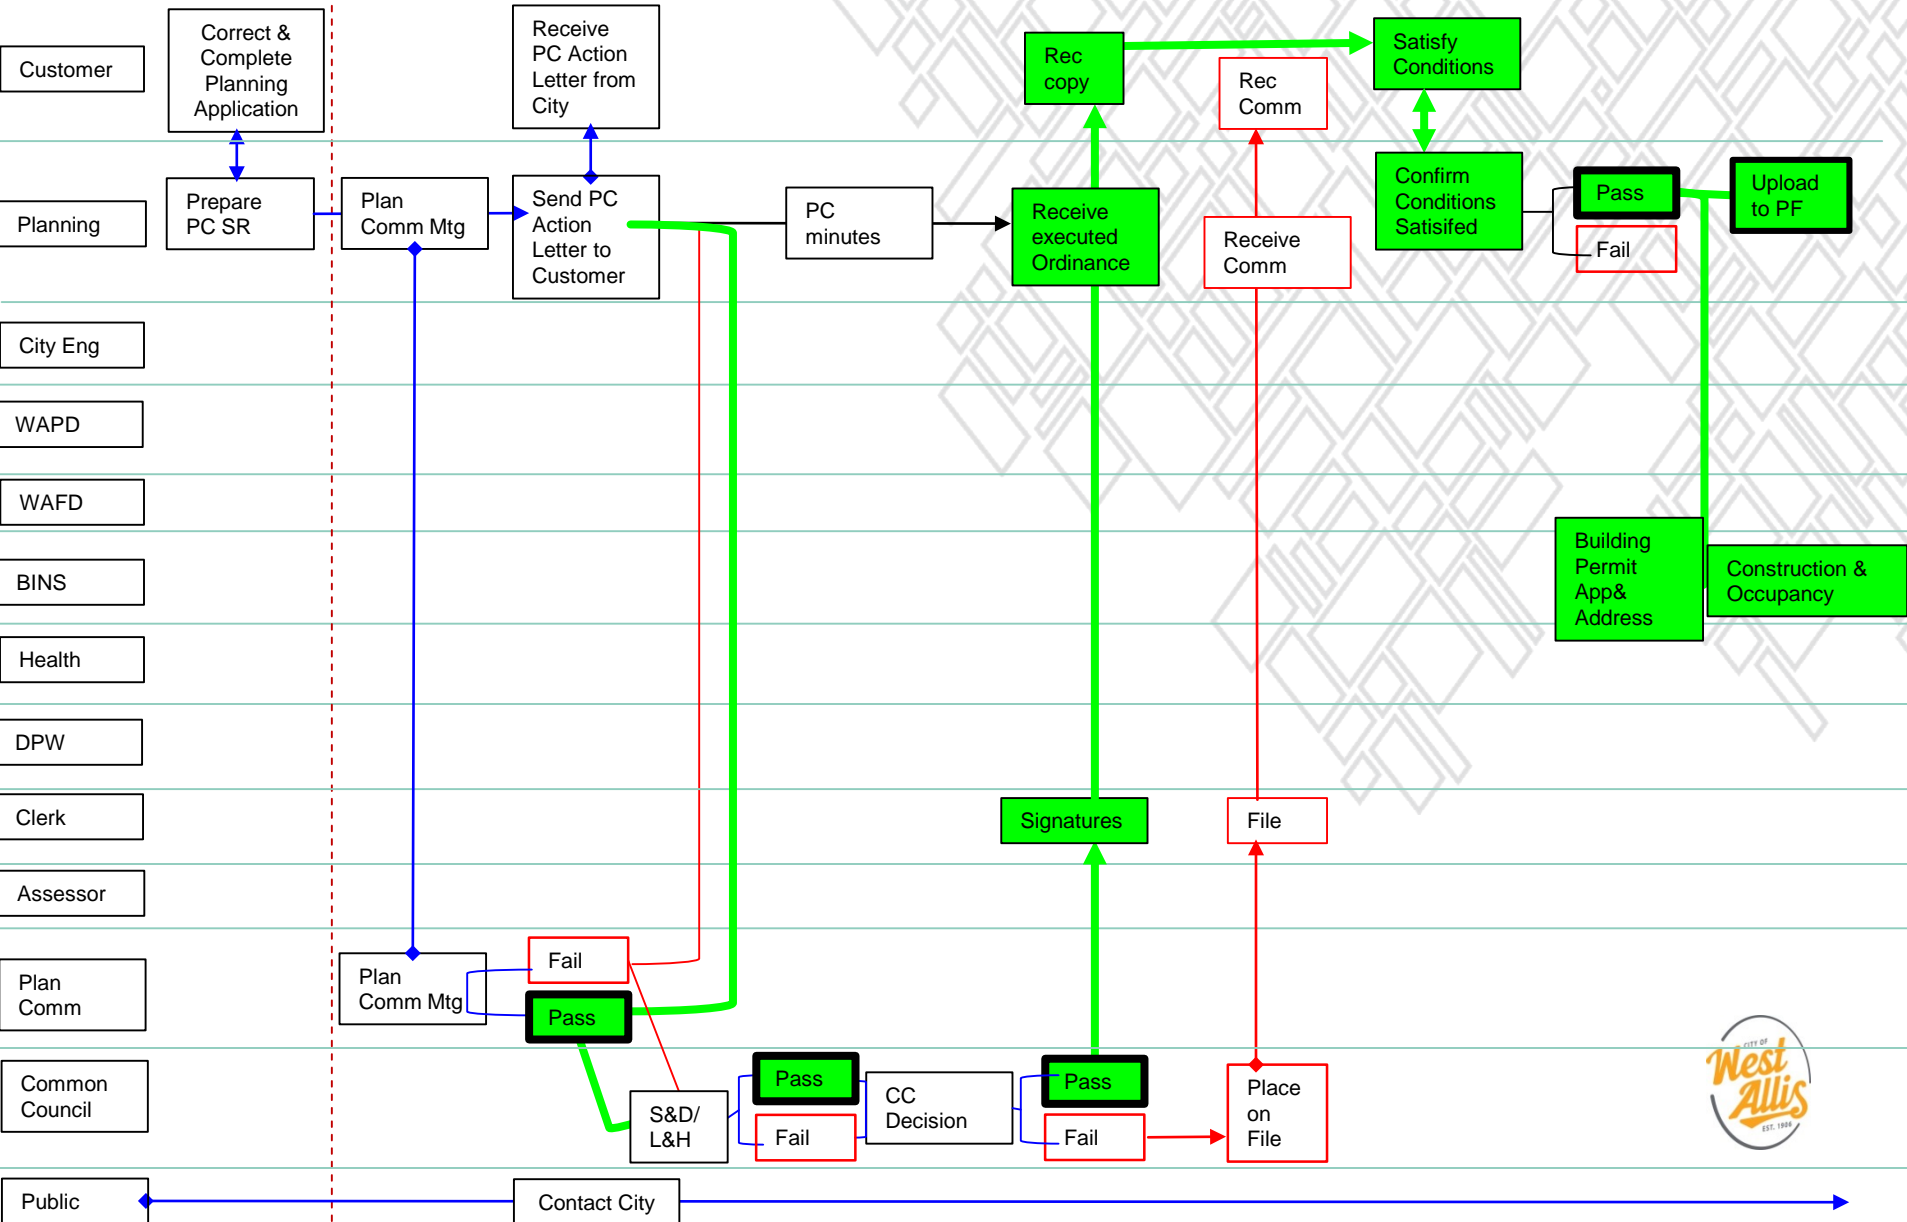 Customer
Correct &
Complete
Planning
Application
Receive
PC Action
Letter from
City
Rec
copy
Rec
Comm
Satisfy
Conditions
Planning
Prepare
PC SR
Plan
Comm Mtg
Send PC
Action
Letter to
Customer
PC
minutes
Receive
executed
Ordinance
Receive
Comm
Confirm
Conditions
Satisifed
Pass
Fail
Upload
to PF
City Eng
WAPD
WAFD
BINS
Building
Permit
App&
Address
Construction &
Occupancy
Health
DPW
Clerk
Signatures
File
Assessor
Plan
Comm
Plan
Comm Mtg
Fail
Pass
Common
Council
S&D/
L&H
Pass
Fail
CC
Decision
Pass
Fail
Place
on
File
CITY OF
West
Allis
EST. 1906
Public
Contact City